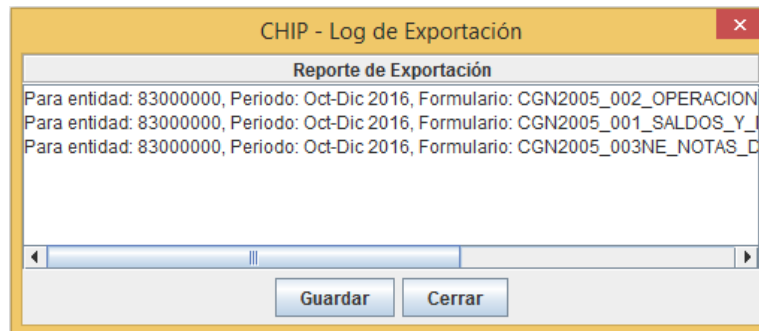 CHIP - Log de Exportación
Reporte de Exportación
Para entidad: 83000000, Periodo: Oct-Dic 2016, Formulario: CGN2005_002_OPERACION
Para entidad: 83000000, Periodo: Oct-Dic 2016, Formulario: CGN2005_001_SALDOS_Y_
Para entidad: 83000000, Periodo: Oct-Dic 2016, Formulario: CGN2005_003NE_NOTAS_D
Guardar Cerrar